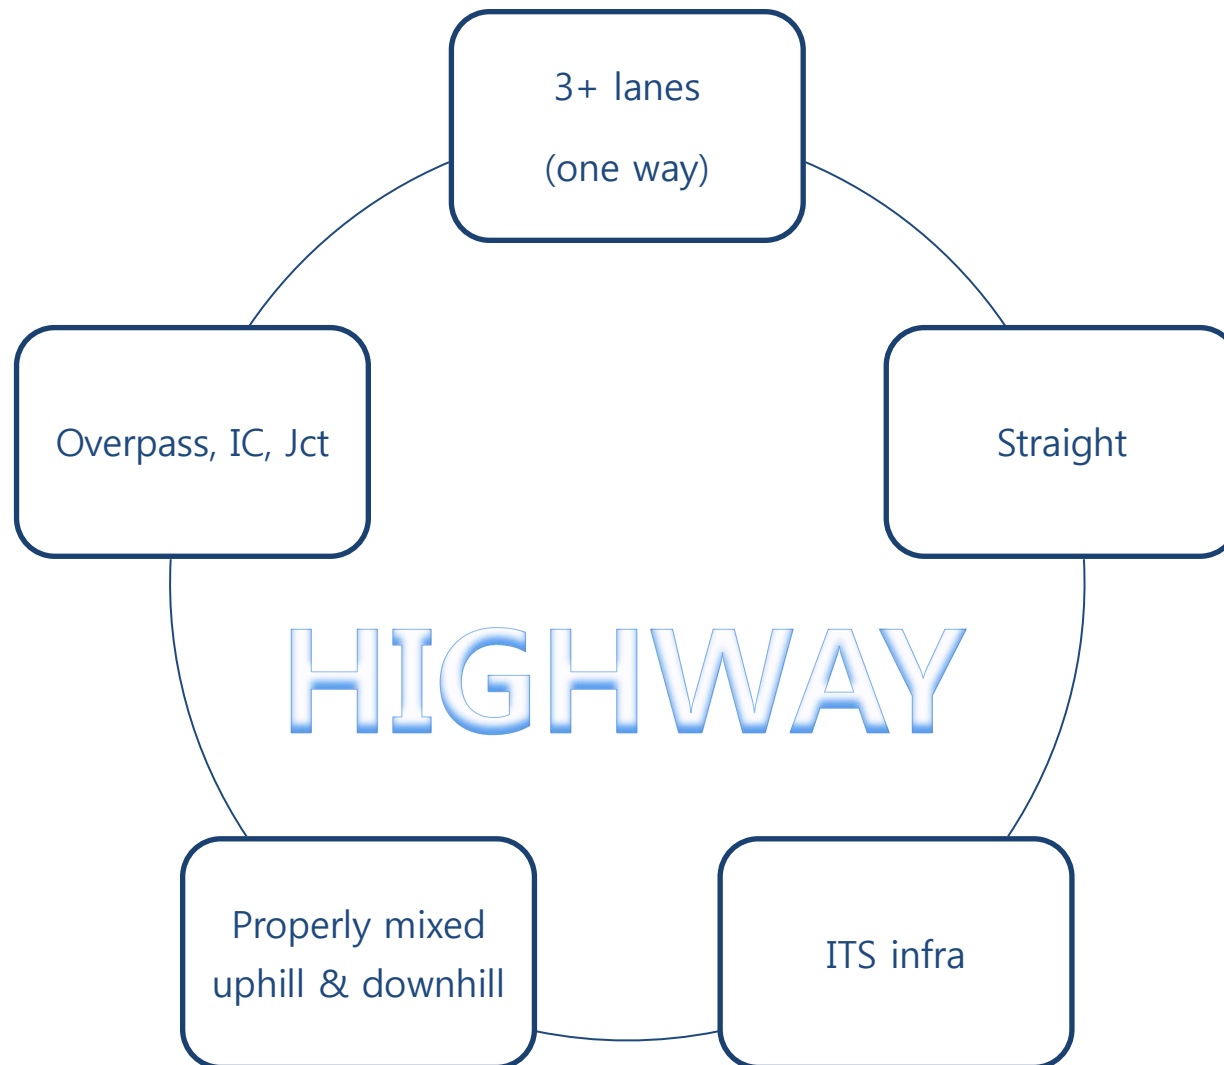 3+ lanes
(one way)
Overpass, IC, Jct
Straight
HIGHWAY
Properly mixed
uphill & downhill
ITS infra